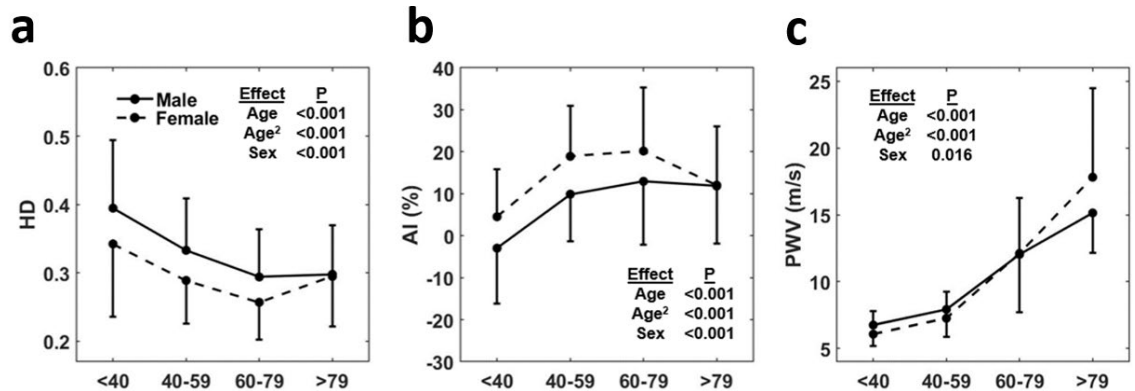 a
0.6
0.5
0.4
0.3
0.2
HD
Male
Female
Effect P
Age <0.001
Age² <0.001
Sex <0.001
<40 40-59 60-79 >79
b
40
30
20
10
0
-10
-20
-30
AI (%)
Effect P
Age <0.001
Age² <0.001
Sex <0.001
<40 40-59 60-79 >79
c
25
20
15
10
5
PWV (m/s)
Effect P
Age <0.001
Age² <0.001
Sex 0.016
<40 40-59 60-79 >79